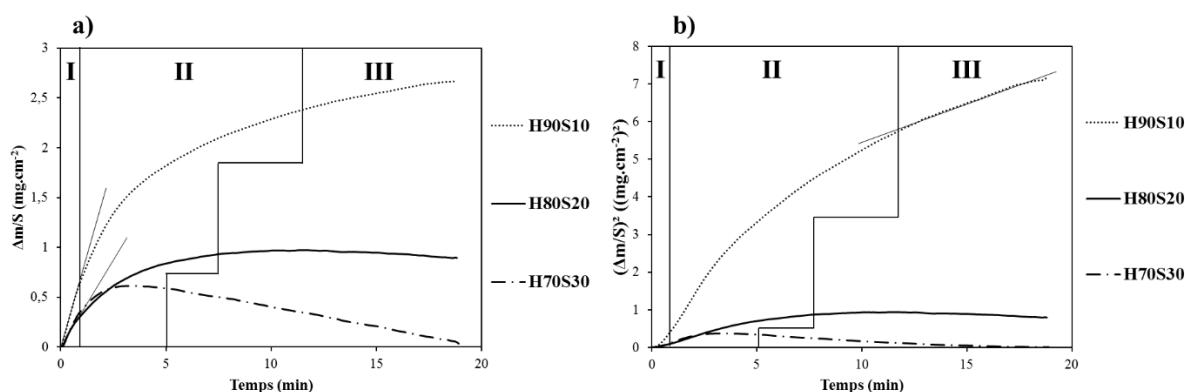 a)
3
2,5
2
1,5
1
0,5
0
Δm/S (mg.cm⁻²)
I
II
III
0
5
10
15
20
Temps (min)
H90S10
H80S20
H70S30
b)
8
7
6
5
4
3
2
1
0
(Δm/S)² ((mg.cm⁻²)²)
I
II
III
0
5
10
15
20
Temps (min)
H90S10
H80S20
H70S30